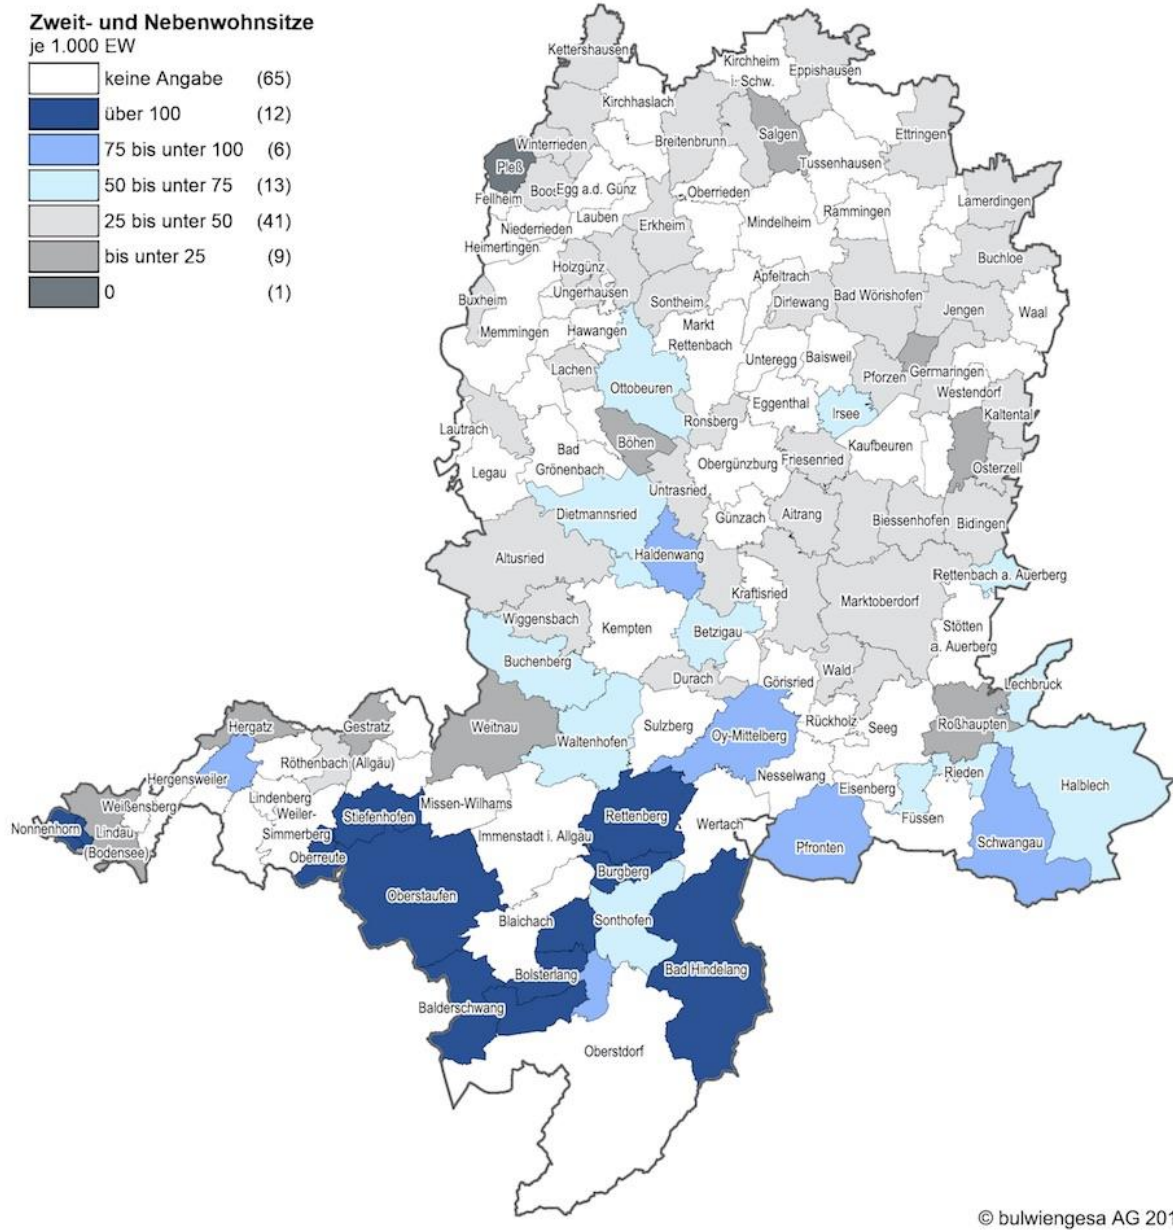 Zweit- und Nebenwohnsitze
je 1.000 EW
keine Angabe (65)
über 100 (12)
75 bis unter 100 (6)
50 bis unter 75 (13)
25 bis unter 50 (41)
bis unter 25 (9)
0 (1)
Kettershausen
Kirchheim
i. Schw.
Eppishausen
Kirchhaslach
Salgen
Ettringen
Winterrieden
Breitenbrunn
Tussenhausen
Pleß
Boos
Egg a.d. Günz
Oberrieden
Fellheim
Lauben
Mindelheim
Rammingen
Lamerdingen
Niederrieden
Erkheim
Heimertingen
Holzgünz
Apfeltrach
Buchloe
Ungerhausen
Buxheim
Sontheim
Dirlewang
Bad Wörishofen
Jengen
Waal
Memmingen
Hawangen
Markt
Rettenbach
Unteregg
Baisweil
Lachen
Pforzen
Germaringen
Westendorf
Ottobeuren
Eggenthal
Irsee
Kaltental
Ronsberg
Lautrach
Böhen
Bad
Grönenbach
Kaufbeuren
Legau
Obergünzburg
Friesenried
Osterzell
Untrasried
Dietmannsried
Günzach
Aitrang
Biessenhofen
Bidingen
Altusried
Haldenwang
Rettenbach a. Auerberg
Kraftisried
Marktoberdorf
Wiggensbach
Kempten
Betzigau
Stötten
a. Auerberg
Buchenberg
Durach
Görisried
Wald
Lechbruck
Hergatz
Gestratz
Weitnau
Waltenhofen
Sulzberg
Oy-Mittelberg
Rückholz
Seeg
Roßhaupten
Röthenbach (Allgäu)
Hergensweiler
Nesselwang
Eisenberg
Rieden
Halblech
Weißensberg
Lindenberg
Weiler-
Simmerberg
Stiefenhofen
Missen-Wilhams
Rettenberg
Wertach
Füssen
Nonnenhorn
Lindau
(Bodensee)
Immenstadt i. Allgäu
Pfronten
Schwangau
Oberreute
Burgberg
Oberstaufen
Blaichach
Sonthofen
Bolsterlang
Bad Hindelang
Balderschwang
Oberstdorf
© bulwiengesa AG 201